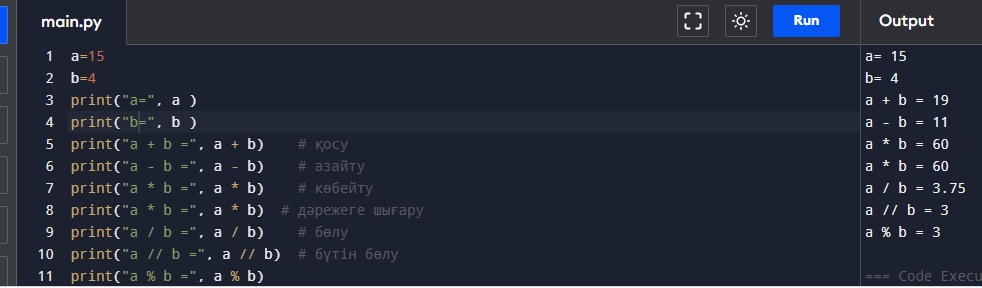 main.py
Run
Output
1 a=15
2 b=4
3 print("a=", a )
4 print("b=", b )
5 print("a + b =", a + b)    # қосу
6 print("a - b =", a - b)    # азайту
7 print("a * b =", a * b)    # көбейту
8 print("a * b =", a * b)  # дәрежеге шығару
9 print("a / b =", a / b)    # бөлу
10 print("a // b =", a // b)  # бүтін бөлу
11 print("a % b =", a % b)
a= 15
b= 4
a + b = 19
a - b = 11
a * b = 60
a * b = 60
a / b = 3.75
a // b = 3
a % b = 3
=== Code Execu